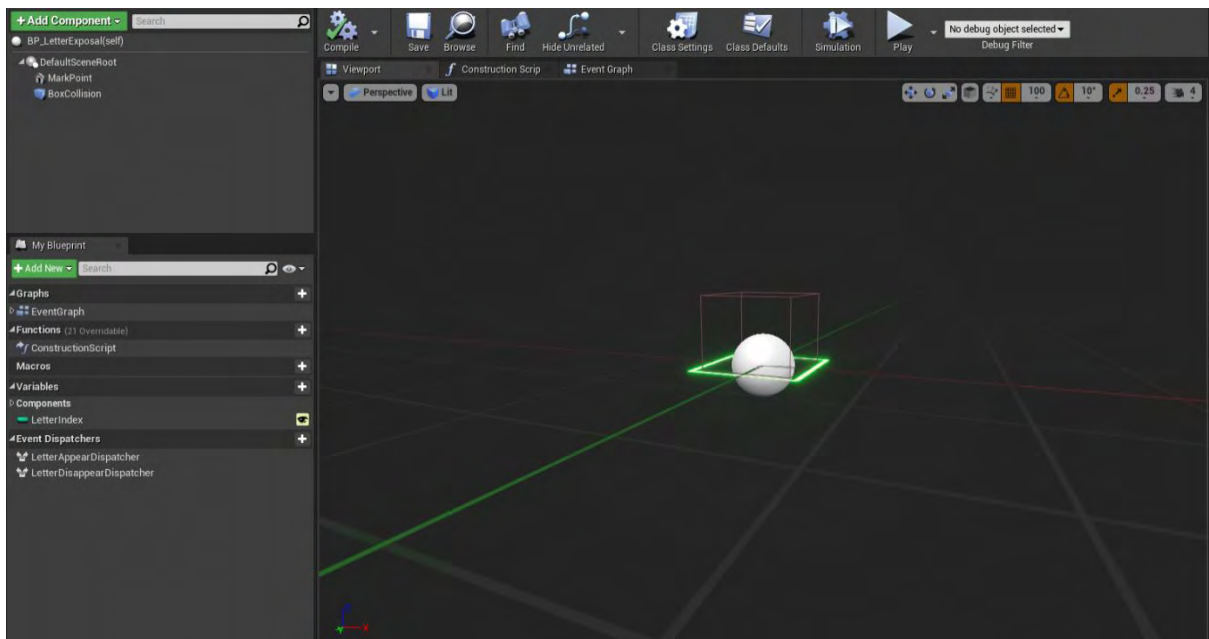 +Add Component
Search
BP_LetterExposal(self)
DefaultSceneRoot
MarkPoint
BoxCollision
My Blueprint
+Add New
Search
Graphs
EventGraph
Functions (21 Overridable)
ConstructionScript
Macros
Variables
Components
LetterIndex
Event Dispatchers
LetterAppearDispatcher
LetterDisappearDispatcher
Compile
Save
Browse
Find
Hide Unrelated
Class Settings
Class Defaults
Simulation
Play
No debug object selected
Debug Filter
Viewport
Construction Scrip
Event Graph
Perspective
Lit
100
10°
0.25
4
X